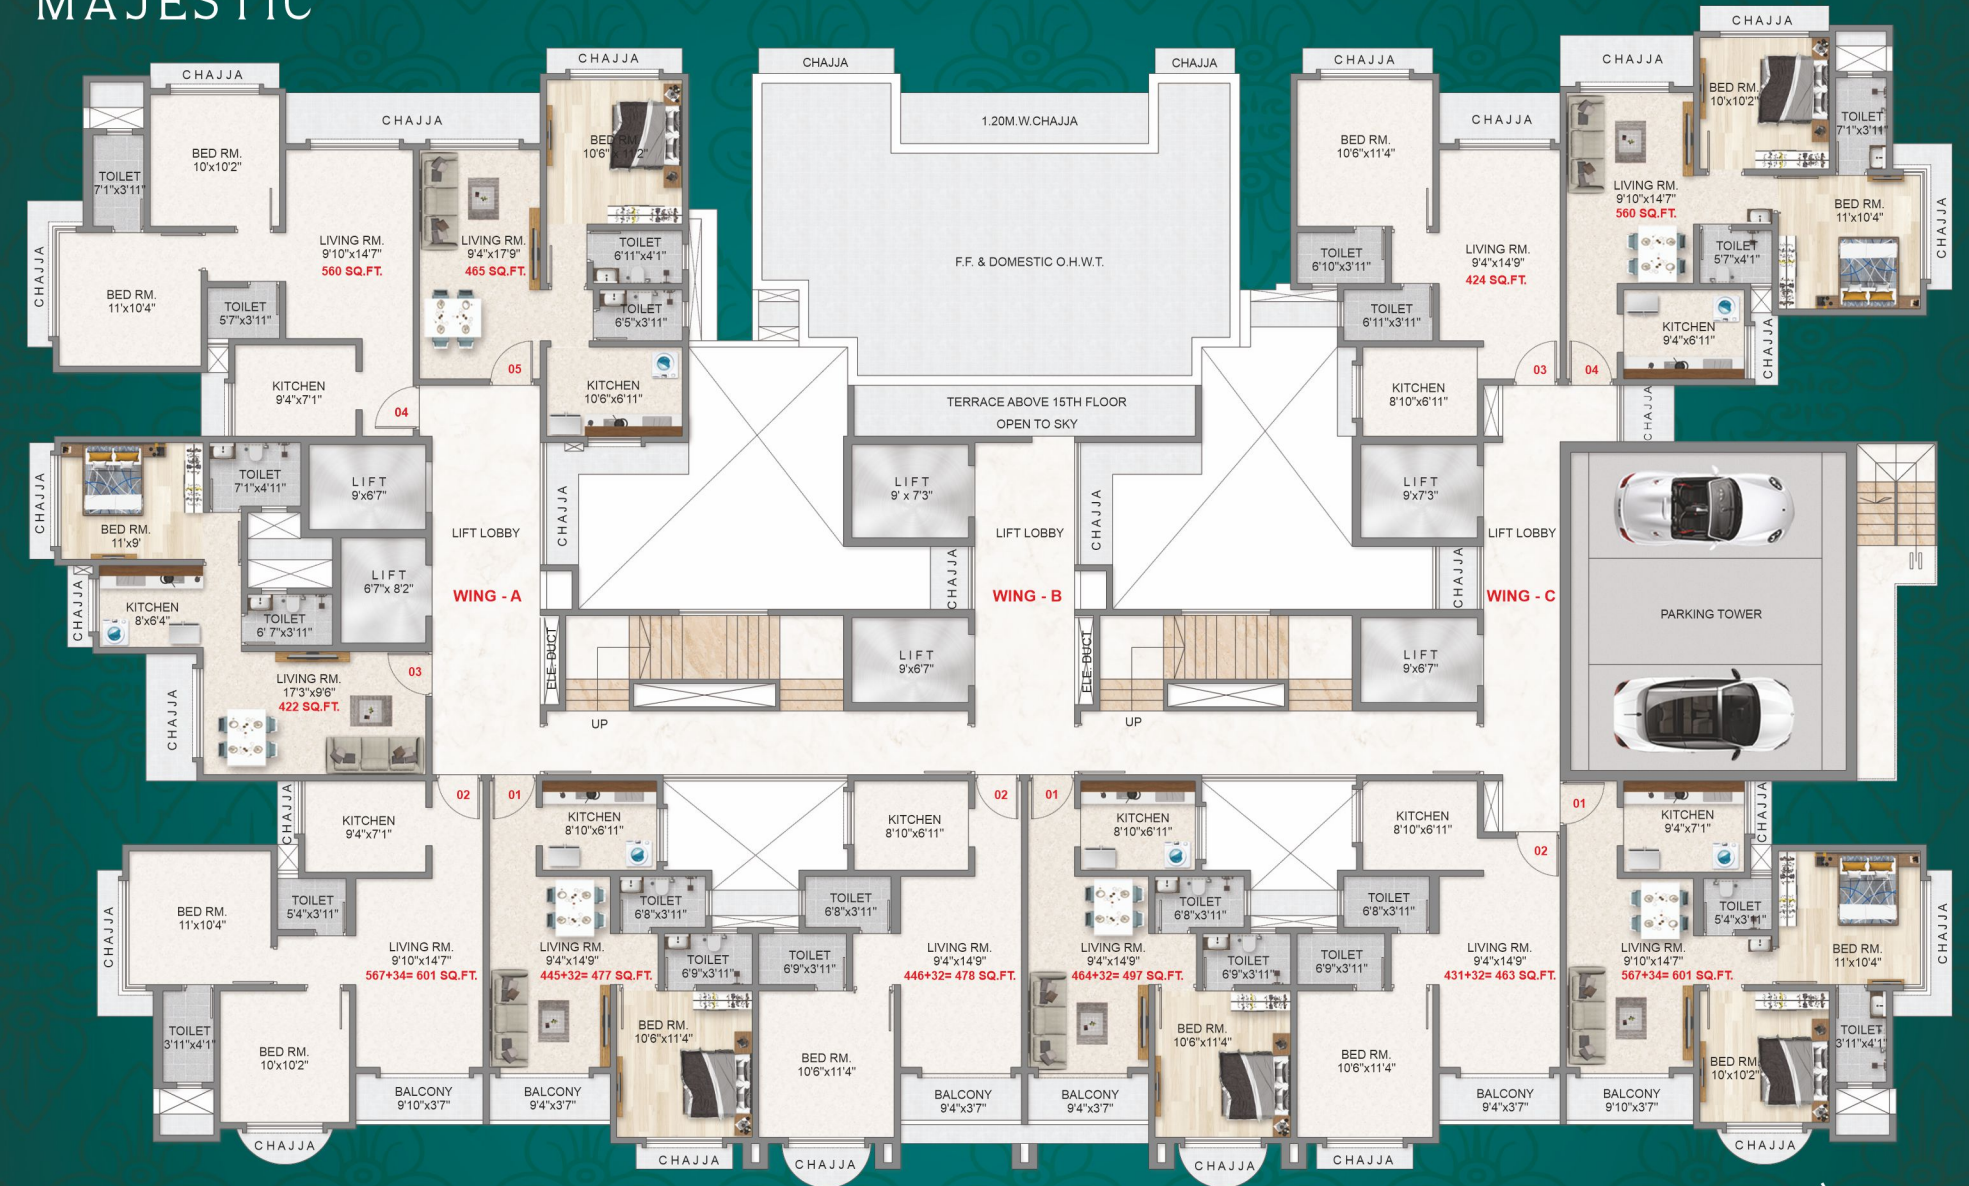 MAJESTIC
CHAJJA
BED RM.
10'x10'2"
TOILET
7'1"x3'11"
CHAJJA
BED RM.
11'x10'4"
TOILET
5'7"x3'11"
CHAJJA
LIVING RM.
9'10"x14'7"
560 SQ.FT.
KITCHEN
9'4"x7'1"
04
LIVING RM.
9'4"x17'9"
465 SQ.FT.
05
CHAJJA
BED RM.
10'6" x 11'2"
TOILET
6'11"x4'1"
TOILET
6'5"x3'11"
KITCHEN
10'6"x6'11"
CHAJJA
CHAJJA
1.20M.W.CHAJJA
F.F. & DOMESTIC O.H.W.T.
TERRACE ABOVE 15TH FLOOR
OPEN TO SKY
CHAJJA
BED RM.
10'6"x11'4"
TOILET
6'10"x3'11"
TOILET
6'11"x3'11"
KITCHEN
8'10"x6'11"
CHAJJA
LIVING RM.
9'4"x14'9"
424 SQ.FT.
03
CHAJJA
LIVING RM.
9'10"x14'7"
560 SQ.FT.
04
CHAJJA
BED RM.
10'x10'2"
TOILET
7'1"x3'11"
CHAJJA
BED RM.
11'x10'4"
TOILET
5'7"x4'1"
KITCHEN
9'4"x6'11"
CHAJJA
CHAJJA
CHAJJA
BED RM.
11'x9'
TOILET
7'1"x4'11"
LIFT
9'x6'7"
LIFT
6'7"x 8'2"
CHAJJA
KITCHEN
8'x6'4"
TOILET
6' 7"x3'11"
CHAJJA
LIVING RM.
17'3"x9'6"
422 SQ.FT.
03
LIFT LOBBY
WING - A
CHAJJA
ELE. DUCT
UP
LIFT
9' x 7'3"
CHAJJA
LIFT
9'x6'7"
LIFT LOBBY
WING - B
CHAJJA
ELE. DUCT
UP
LIFT
9'x7'3"
CHAJJA
LIFT
9'x6'7"
LIFT LOBBY
WING - C
PARKING TOWER
CHAJJA
KITCHEN
9'4"x7'1"
02
CHAJJA
BED RM.
11'x10'4"
TOILET
5'4"x3'11"
LIVING RM.
9'10"x14'7"
567+34= 601 SQ.FT.
TOILET
3'11"x4'1"
BED RM.
10'x10'2"
BALCONY
9'10"x3'7"
CHAJJA
01
KITCHEN
8'10"x6'11"
LIVING RM.
9'4"x14'9"
445+32= 477 SQ.FT.
TOILET
6'8"x3'11"
TOILET
6'9"x3'11"
BED RM.
10'6"x11'4"
BALCONY
9'4"x3'7"
CHAJJA
02
KITCHEN
8'10"x6'11"
TOILET
6'8"x3'11"
TOILET
6'9"x3'11"
LIVING RM.
9'4"x14'9"
446+32= 478 SQ.FT.
BED RM.
10'6"x11'4"
BALCONY
9'4"x3'7"
CHAJJA
01
KITCHEN
8'10"x6'11"
LIVING RM.
9'4"x14'9"
464+32= 497 SQ.FT.
TOILET
6'8"x3'11"
TOILET
6'9"x3'11"
BED RM.
10'6"x11'4"
BALCONY
9'4"x3'7"
CHAJJA
02
KITCHEN
8'10"x6'11"
TOILET
6'8"x3'11"
TOILET
6'9"x3'11"
LIVING RM.
9'4"x14'9"
431+32= 463 SQ.FT.
BED RM.
10'6"x11'4"
BALCONY
9'4"x3'7"
CHAJJA
01
KITCHEN
9'4"x7'1"
CHAJJA
LIVING RM.
9'10"x14'7"
567+34= 601 SQ.FT.
TOILET
5'4"x3'11"
BED RM.
11'x10'4"
CHAJJA
TOILET
3'11"x4'1"
BED RM.
10'x10'2"
BALCONY
9'10"x3'7"
CHAJJA